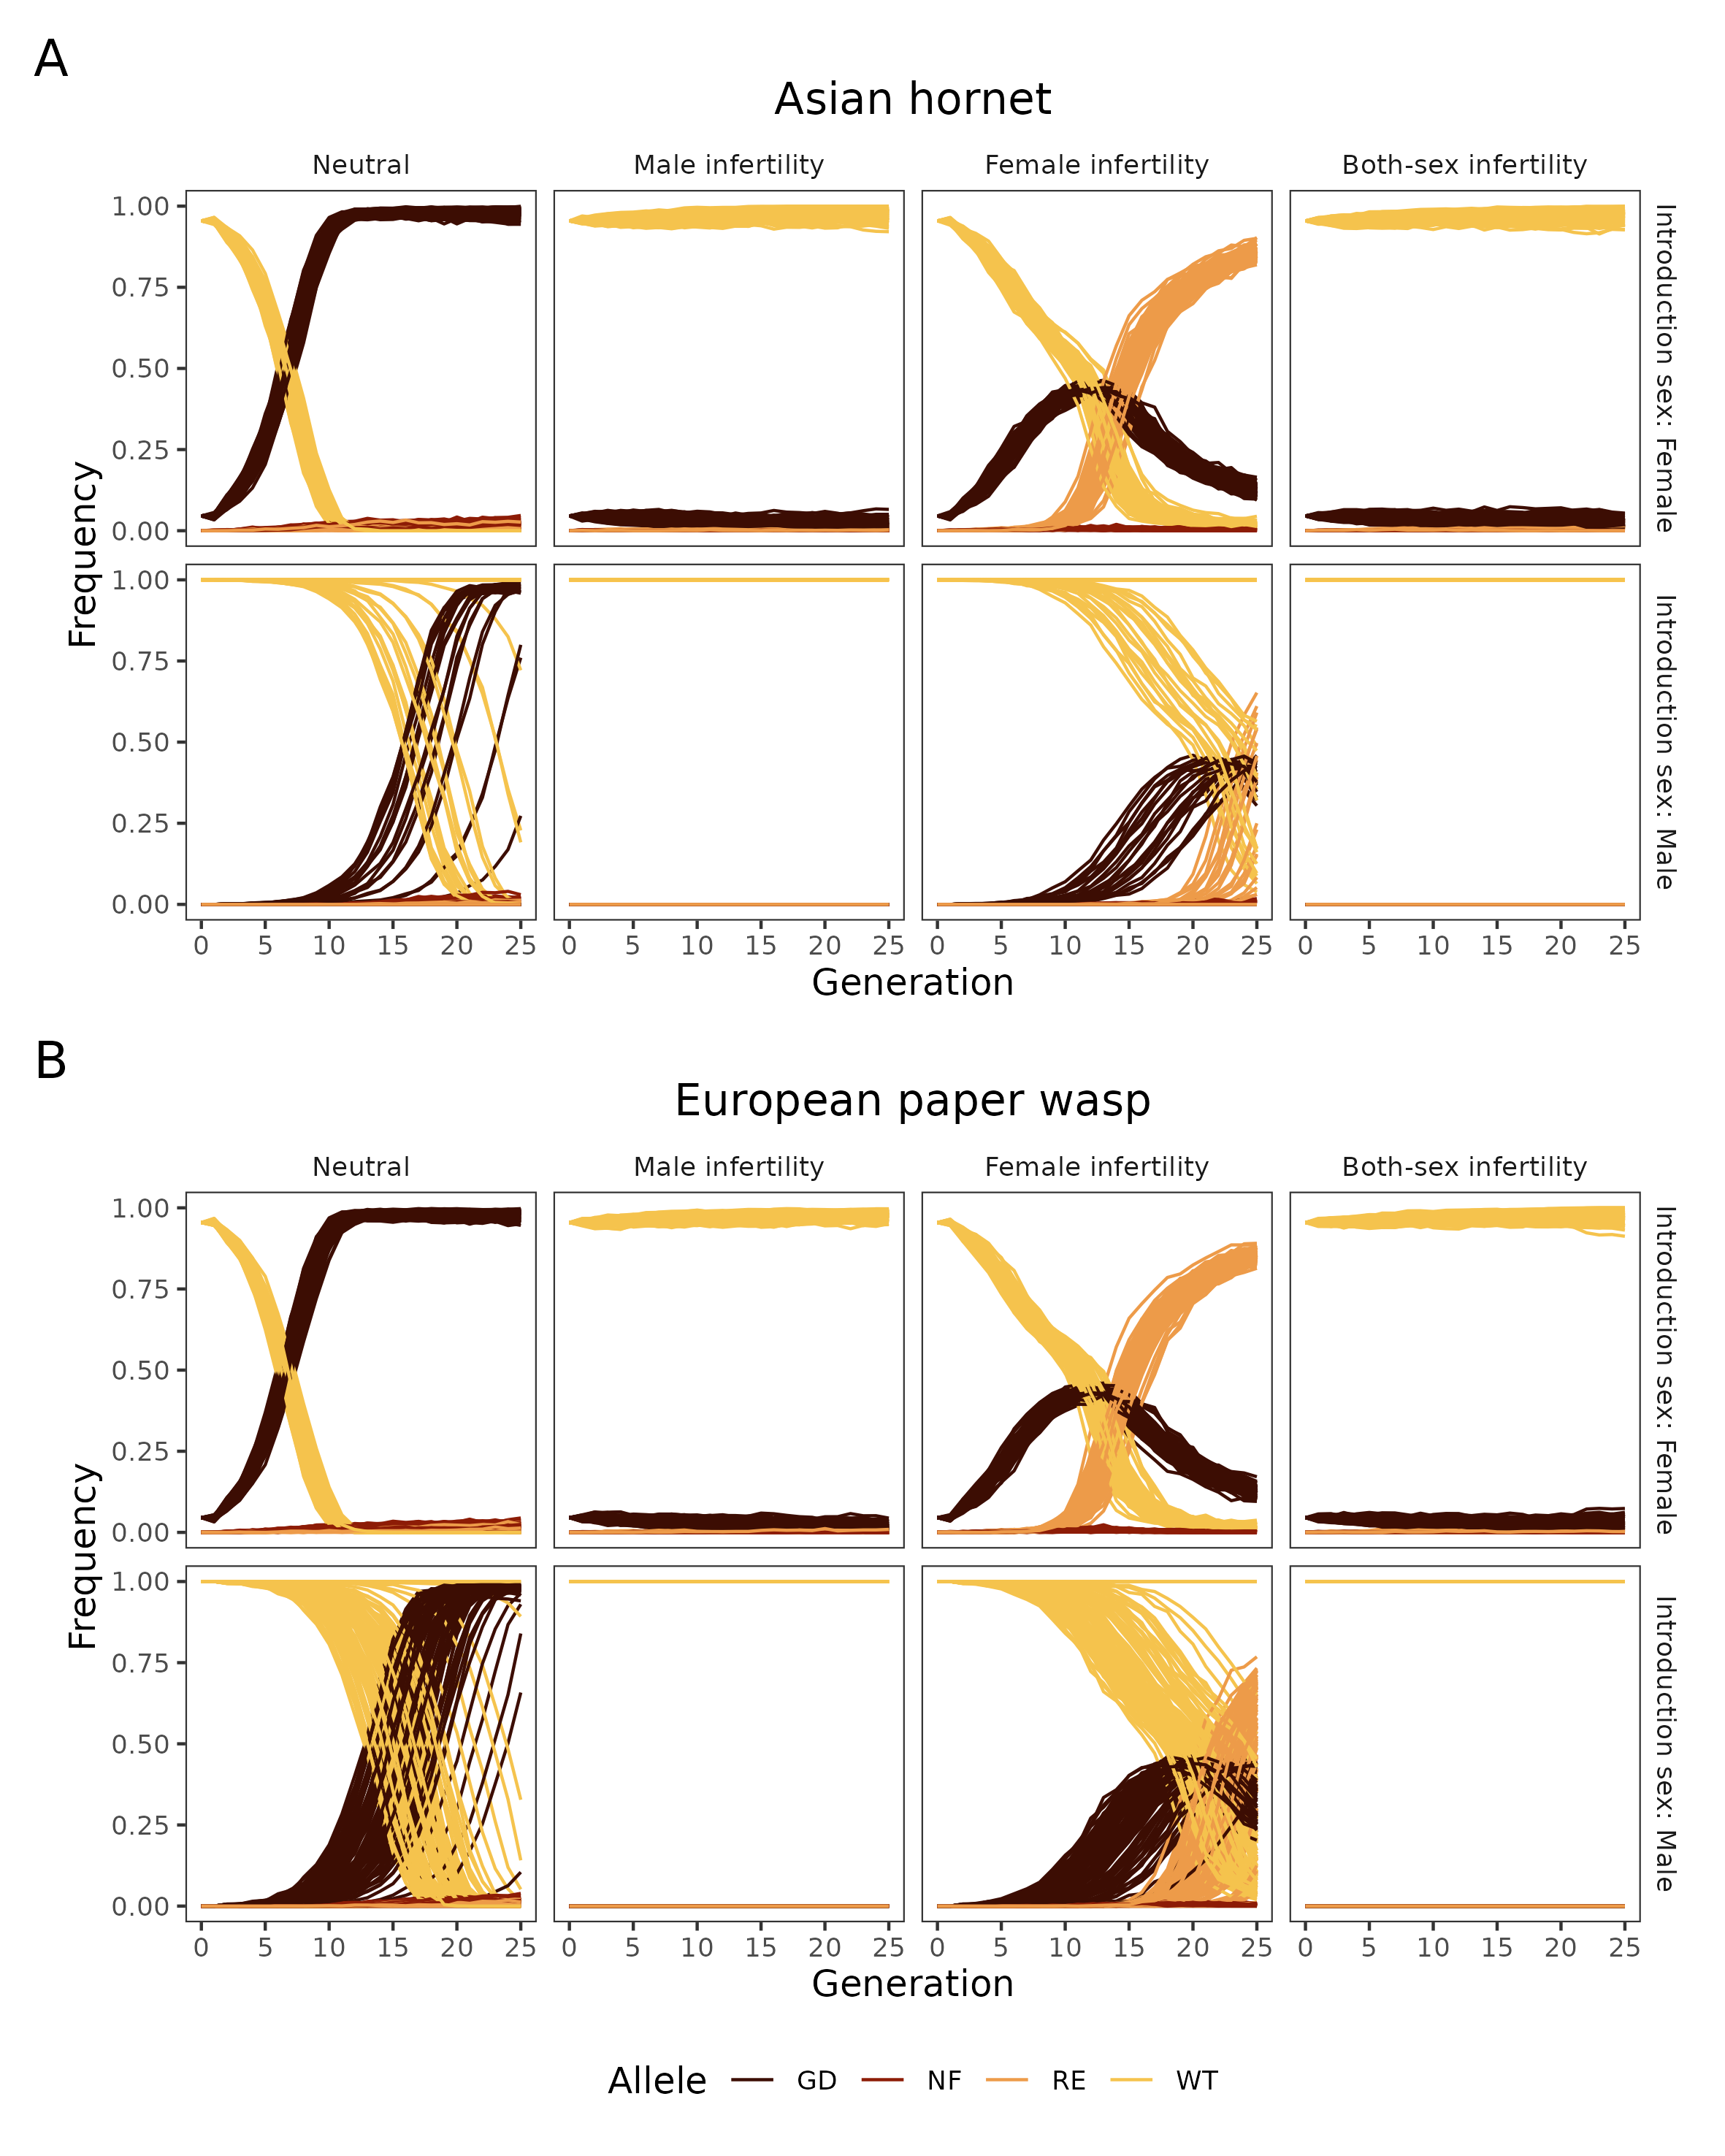 A
Asian hornet
Neutral Male infertility Female infertility Both-sex infertility
Frequency
1.00
0.75
0.50
0.25
0.00
Introduction sex: Female
1.00
0.75
0.50
0.25
0.00
Introduction sex: Male
0 5 10 15 20 25 0 5 10 15 20 25 0 5 10 15 20 25 0 5 10 15 20 25
Generation
B
European paper wasp
Neutral Male infertility Female infertility Both-sex infertility
Frequency
1.00
0.75
0.50
0.25
0.00
Introduction sex: Female
1.00
0.75
0.50
0.25
0.00
Introduction sex: Male
0 5 10 15 20 25 0 5 10 15 20 25 0 5 10 15 20 25 0 5 10 15 20 25
Generation
Allele GD NF RE WT